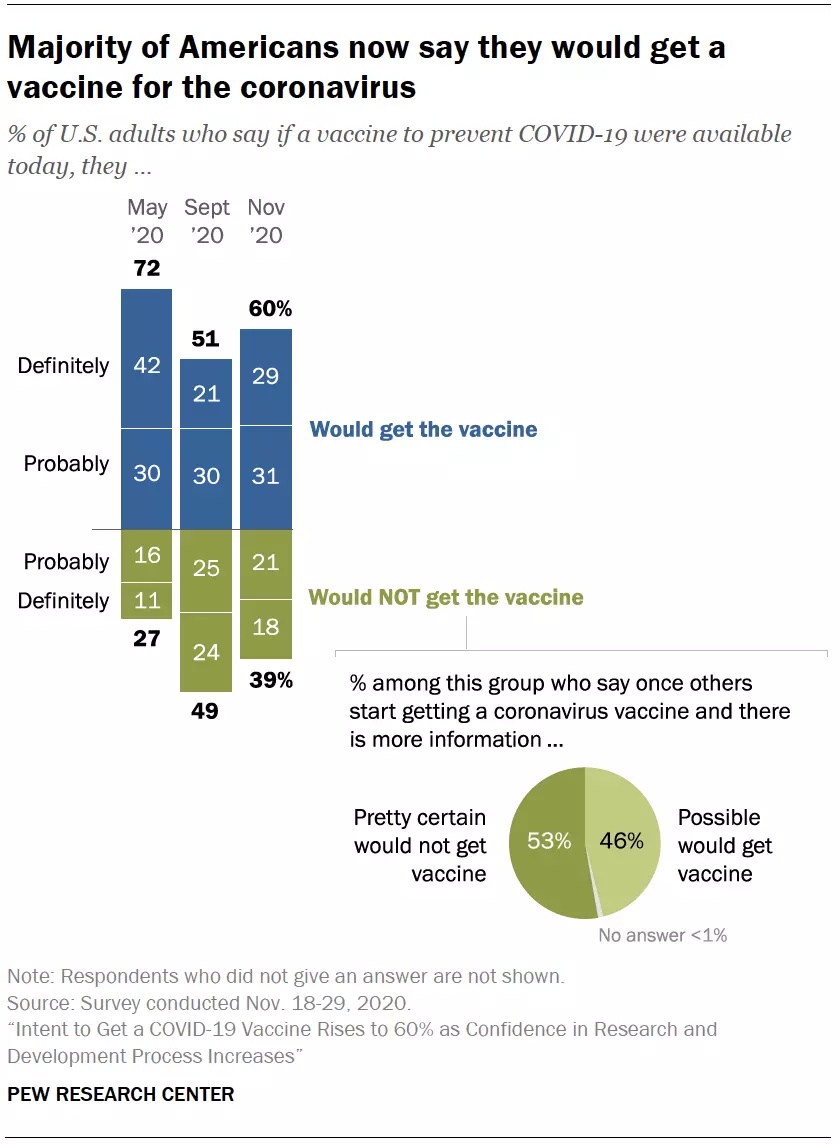 Majority of Americans now say they would get a
vaccine for the coronavirus
% of U.S. adults who say if a vaccine to prevent COVID-19 were available
today, they ...
May Sept Nov
’20 ’20 ’20
72
60%
51
Definitely 42 21 29
Would get the vaccine
Probably 30 30 31
Probably 16 25 21
Would NOT get the vaccine
Definitely 11 24 18
27
39%
49
% among this group who say once others
start getting a coronavirus vaccine and there
is more information ...
Pretty certain
would not get
vaccine
53% 46%
Possible
would get
vaccine
No answer <1%
Note: Respondents who did not give an answer are not shown.
Source: Survey conducted Nov. 18-29, 2020.
“Intent to Get a COVID-19 Vaccine Rises to 60% as Confidence in Research and
Development Process Increases”
PEW RESEARCH CENTER